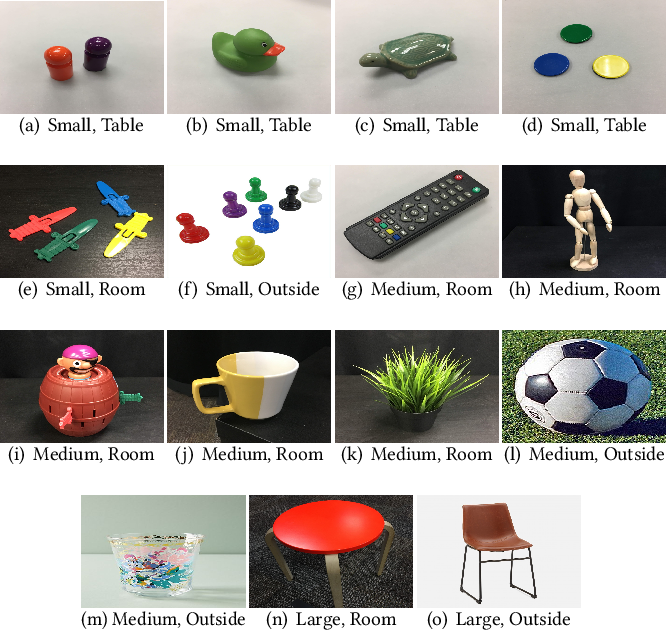 (a) Small, Table
(b) Small, Table
(c) Small, Table
(d) Small, Table
(e) Small, Room
(f) Small, Outside
(g) Medium, Room
(h) Medium, Room
(i) Medium, Room
(j) Medium, Room
(k) Medium, Room
(l) Medium, Outside
(m) Medium, Outside
(n) Large, Room
(o) Large, Outside